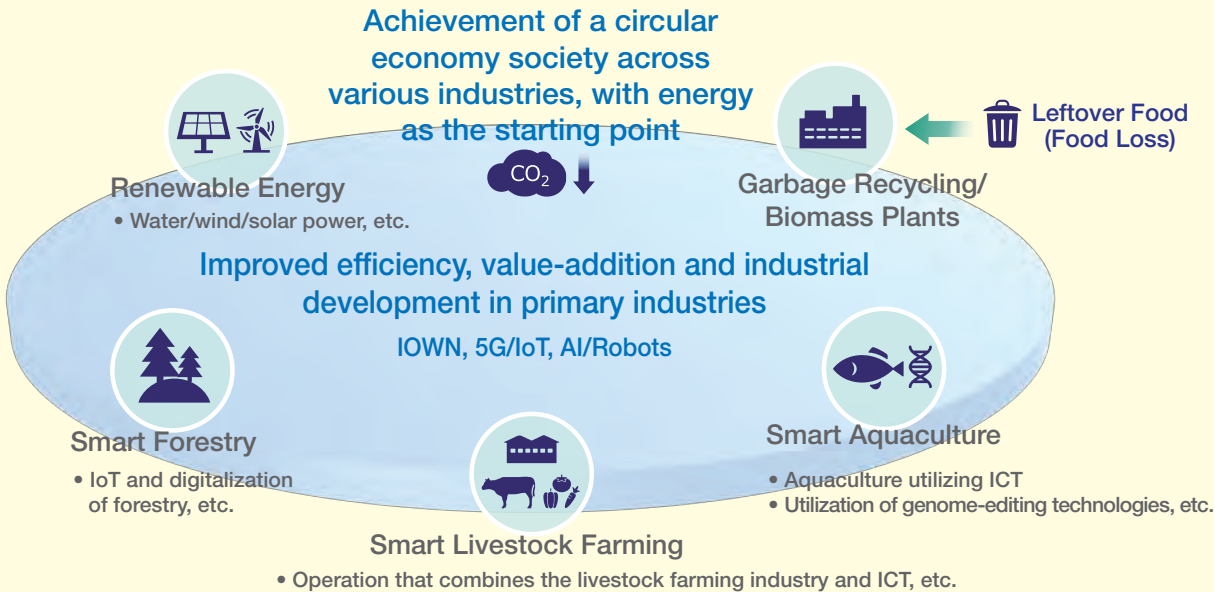 Achievement of a circular
economy society across
various industries, with energy
as the starting point
CO₂
Renewable Energy
• Water/wind/solar power, etc.
Garbage Recycling/
Biomass Plants
Leftover Food
(Food Loss)
Improved efficiency, value-addition and industrial
development in primary industries
IOWN, 5G/IoT, AI/Robots
Smart Forestry
• IoT and digitalization
of forestry, etc.
Smart Aquaculture
• Aquaculture utilizing ICT
• Utilization of genome-editing technologies, etc.
Smart Livestock Farming
• Operation that combines the livestock farming industry and ICT, etc.